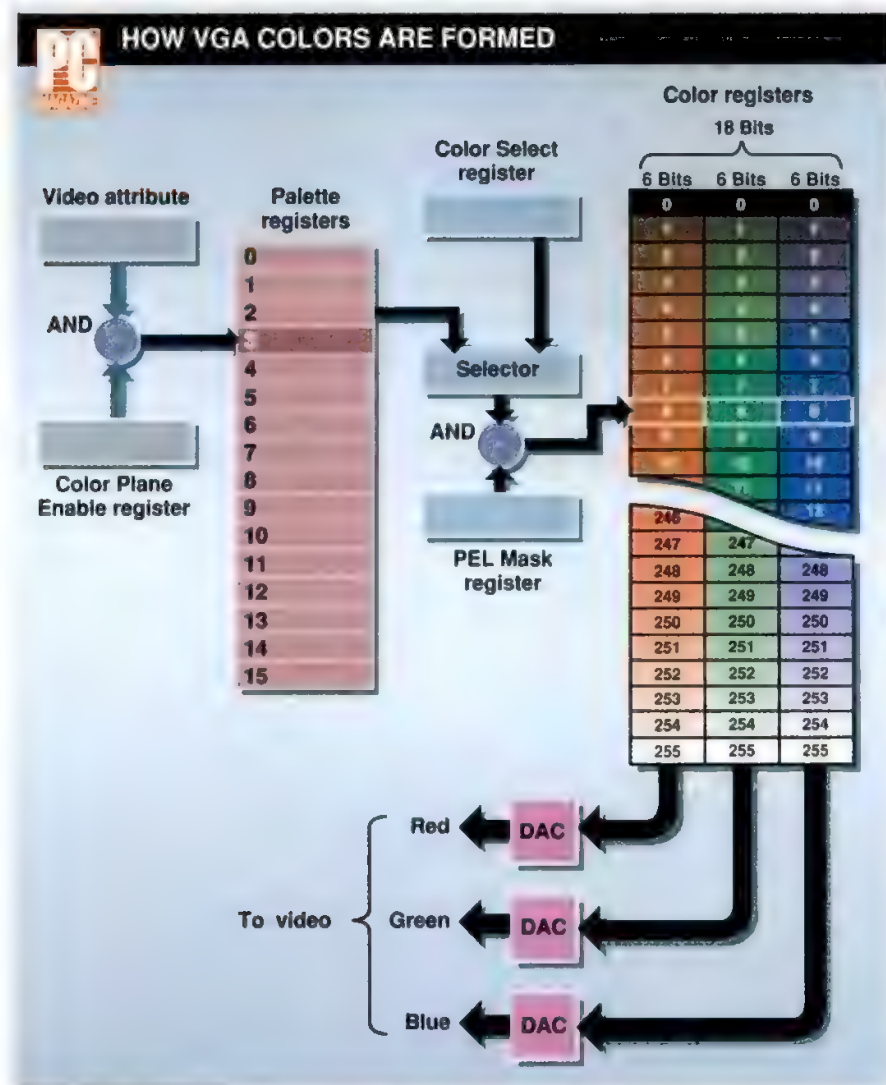 PC
HOW VGA COLORS ARE FORMED
Color registers
18 Bits
6 Bits 6 Bits 6 Bits
Color Select
register
Video attribute
Palette
registers
0 0 0
0
1
2
4
5
6
7
8
9
10
11
12
13
14
15
AND
Selector
AND
Color Plane
Enable register
PEL Mask
register
246
247 247
248 248 248
249 249 249
250 250 250
251 251 251
252 252 252
253 253 253
254 254 254
255 255 255
Red DAC
To video
Green DAC
Blue DAC